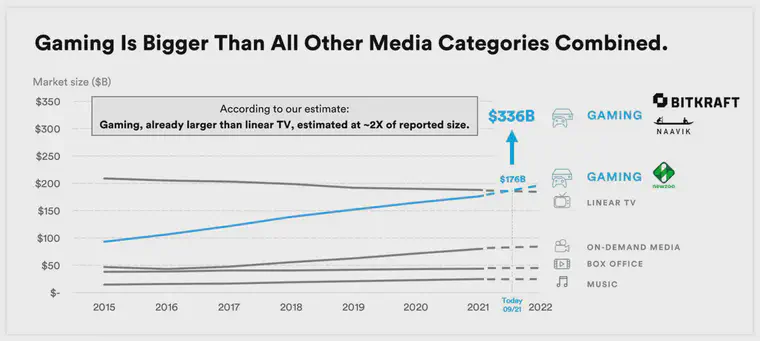 Gaming Is Bigger Than All Other Media Categories Combined.
Market size ($B)
$350
$300
$250
$200
$150
$100
$50
$-
According to our estimate:
Gaming, already larger than linear TV, estimated at ~2X of reported size.
$336B
$176B
GAMING
BITKRAFT
NAAVIK
GAMING
newzoo
LINEAR TV
ON-DEMAND MEDIA
BOX OFFICE
MUSIC
2015
2016
2017
2018
2019
2020
2021
Today
09/21
2022